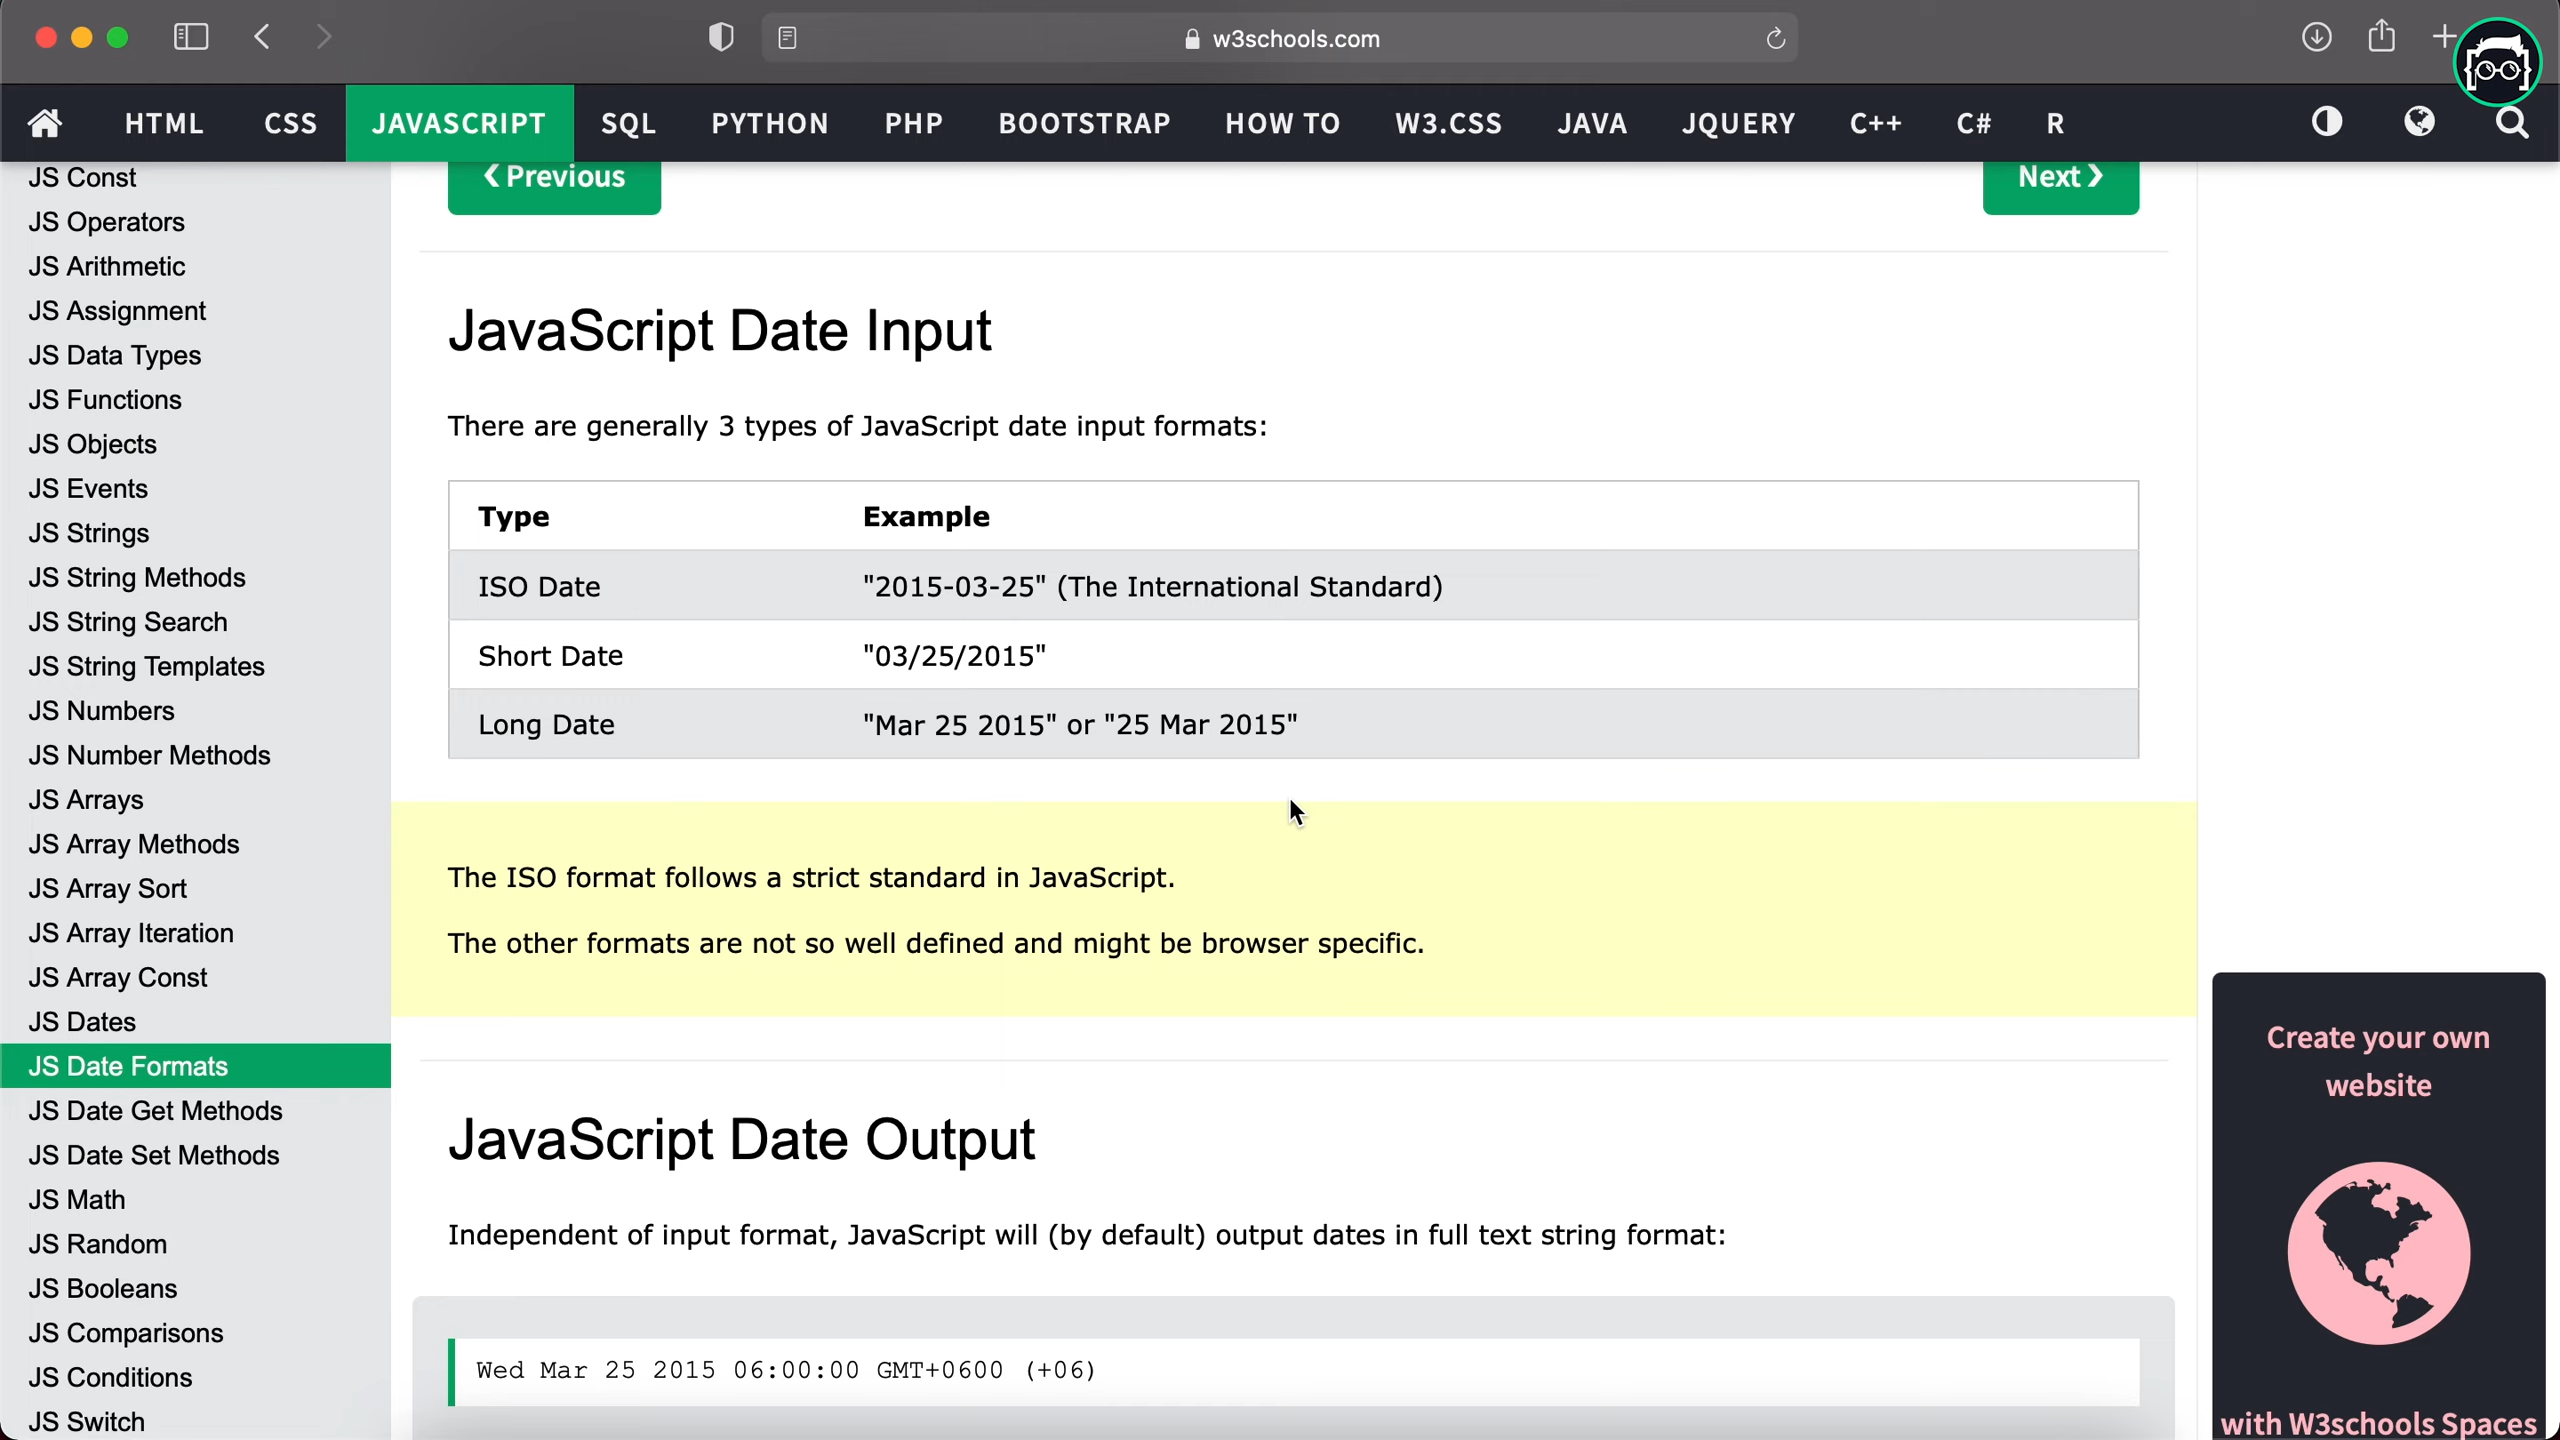 w3schools.com
HTML CSS JAVASCRIPT SQL PYTHON PHP BOOTSTRAP HOW TO W3.CSS JAVA JQUERY C++ C# R
JS Const
JS Operators
JS Arithmetic
JS Assignment
JS Data Types
JS Functions
JS Objects
JS Events
JS Strings
JS String Methods
JS String Search
JS String Templates
JS Numbers
JS Number Methods
JS Arrays
JS Array Methods
JS Array Sort
JS Array Iteration
JS Array Const
JS Dates
JS Date Formats
JS Date Get Methods
JS Date Set Methods
JS Math
JS Random
JS Booleans
JS Comparisons
JS Conditions
JS Switch
❮ Previous
Next ❯
JavaScript Date Input
There are generally 3 types of JavaScript date input formats:
Type Example
ISO Date "2015-03-25" (The International Standard)
Short Date "03/25/2015"
Long Date "Mar 25 2015" or "25 Mar 2015"
The ISO format follows a strict standard in JavaScript.
The other formats are not so well defined and might be browser specific.
JavaScript Date Output
Independent of input format, JavaScript will (by default) output dates in full text string format:
Wed Mar 25 2015 06:00:00 GMT+0600 (+06)
Create your own
website
with W3schools Spaces